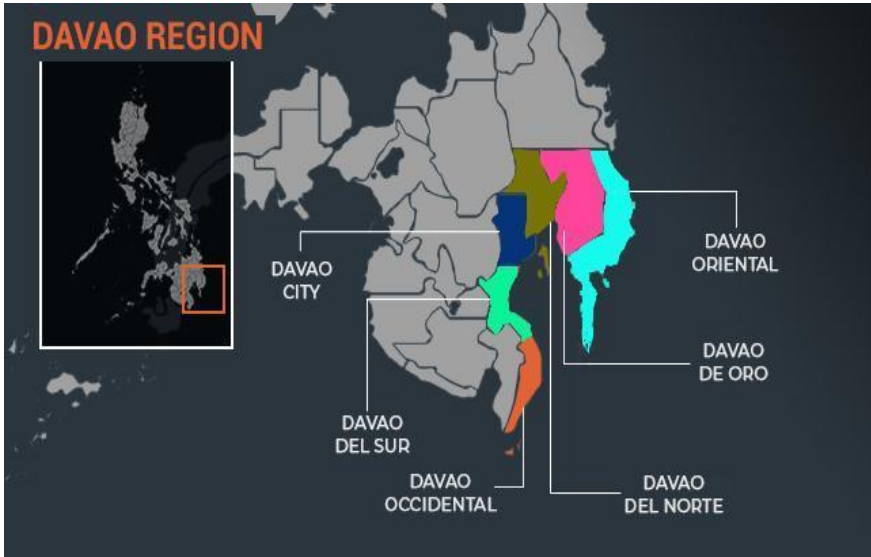 DAVAO REGION
DAVAO
CITY
DAVAO
ORIENTAL
DAVAO
DE ORO
DAVAO
DEL SUR
DAVAO
OCCIDENTAL
DAVAO
DEL NORTE